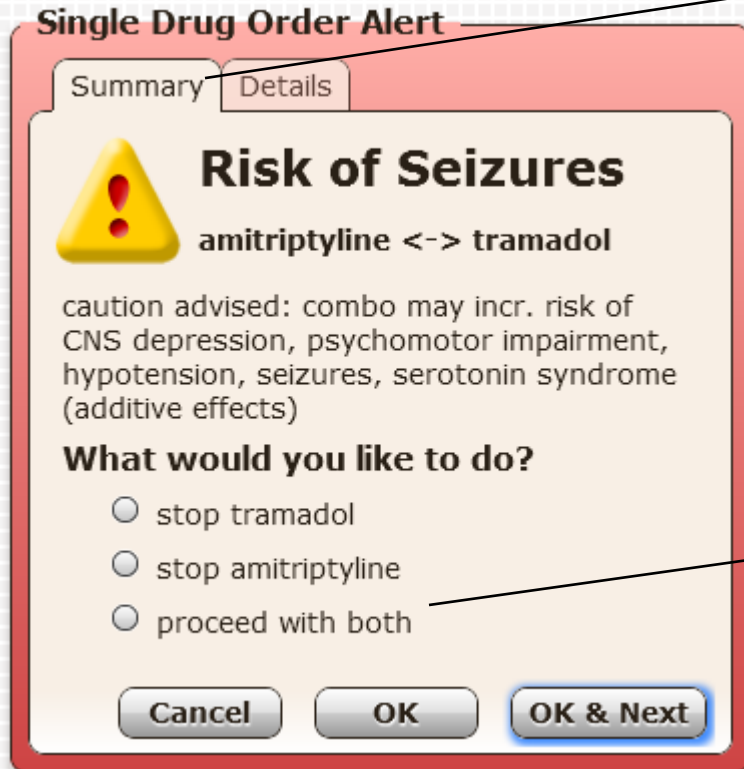 Single Drug Order Alert
Summary Details
Risk of Seizures
amitriptyline <-> tramadol
caution advised: combo may incr. risk of
CNS depression, psychomotor impairment,
hypotension, seizures, serotonin syndrome
(additive effects)
What would you like to do?
stop tramadol
stop amitriptyline
proceed with both
Cancel OK OK & Next